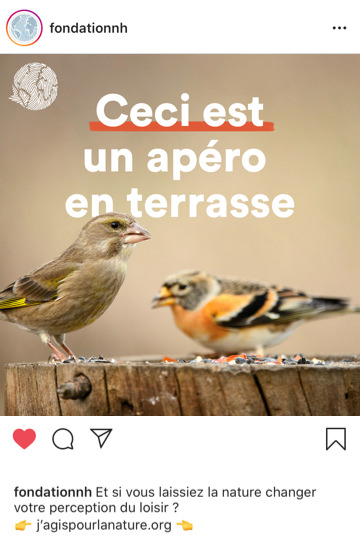 fondationnh
Ceci est
un apéro
en terrasse
fondationnh Et si vous laissiez la nature changer
votre perception du loisir ?
👉 j'agispourlanature.org 👈